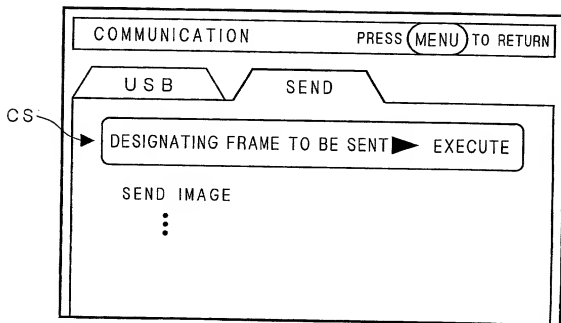 COMMUNICATION PRESS MENU TO RETURN
USB SEND
CS
DESIGNATING FRAME TO BE SENT ▶ EXECUTE
SEND IMAGE